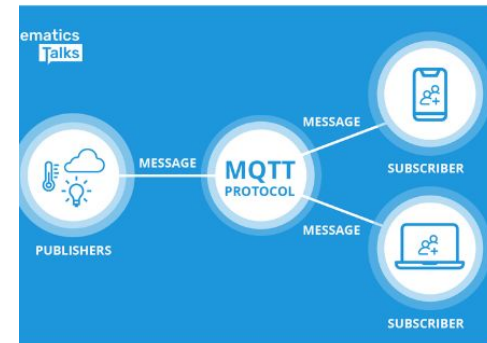 ematics
Talks
MESSAGE
SUBSCRIBER
MESSAGE
MQTT
PROTOCOL
PUBLISHERS
MESSAGE
SUBSCRIBER